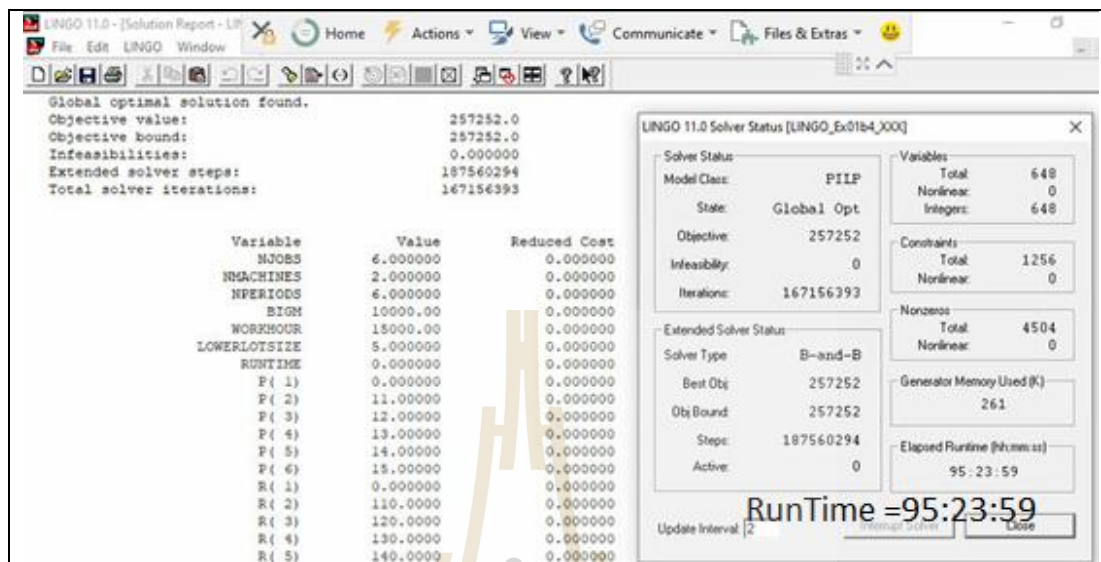 LINGO 11.0 - [Solution Report - LI
Home Actions View Communicate Files & Extras
File Edit LINGO Window
Global optimal solution found.
Objective value: 257252.0
Objective bound: 257252.0
Infeasibilities: 0.000000
Extended solver steps: 187560294
Total solver iterations: 167156393
Variable Value Reduced Cost
NJOBS 6.000000 0.000000
NMACHINES 2.000000 0.000000
NPERIODS 6.000000 0.000000
BIGM 10000.00 0.000000
WORKHOUR 15000.00 0.000000
LOWERLOTSIZE 5.000000 0.000000
RUNTIME 0.000000 0.000000
P( 1) 0.000000 0.000000
P( 2) 11.00000 0.000000
P( 3) 12.00000 0.000000
P( 4) 13.00000 0.000000
P( 5) 14.00000 0.000000
P( 6) 15.00000 0.000000
R( 1) 0.000000 0.000000
R( 2) 110.0000 0.000000
R( 3) 120.0000 0.000000
R( 4) 130.0000 0.000000
R( 5) 140.0000 0.000000
LINGO 11.0 Solver Status [LINGO_Ex01b4_XXX]
Solver Status
Model Class: PILP
State: Global Opt
Objective: 257252
Infeasibility: 0
Iterations: 167156393
Extended Solver Status
Solver Type B-and-B
Best Obj: 257252
Obj Bound: 257252
Steps: 187560294
Active: 0
Variables
Total: 648
Nonlinear: 0
Integers: 648
Constraints
Total: 1256
Nonlinear: 0
Nonzeros
Total: 4504
Nonlinear: 0
Generator Memory Used (K)
261
Elapsed Runtime (hh:mm:ss)
95:23:59
RunTime =95:23:59
Update Interval: 2 Interrupt Solver Close